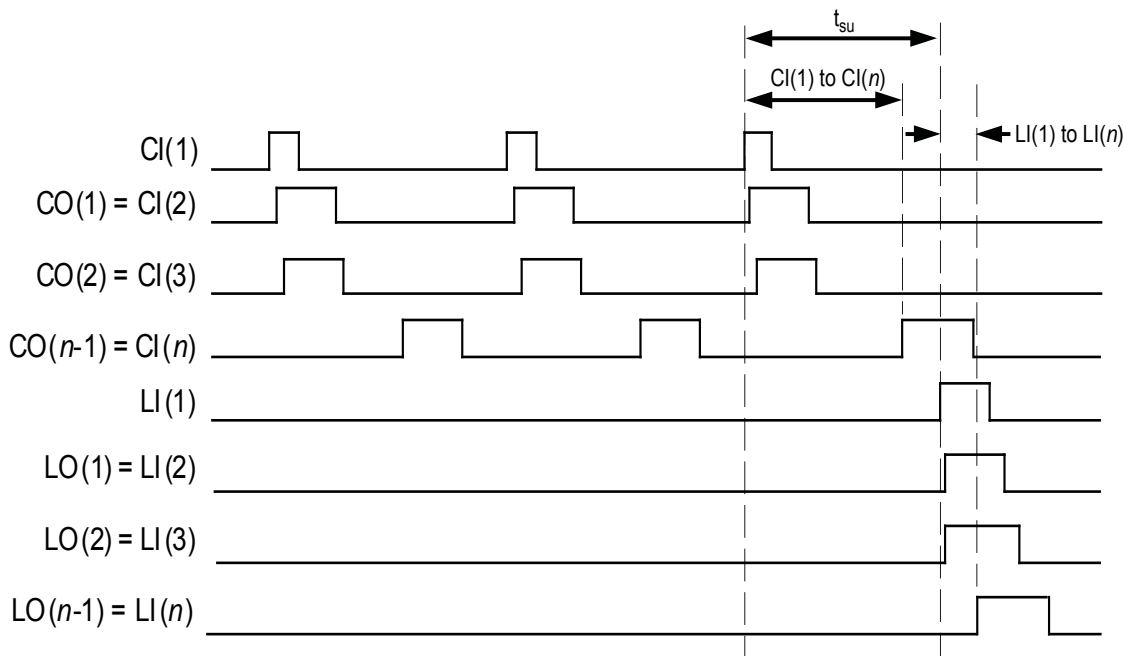 t_su
CI(1) to CI(n)
LI(1) to LI(n)
CI(1)
CO(1) = CI(2)
CO(2) = CI(3)
CO(n-1) = CI(n)
LI(1)
LO(1) = LI(2)
LO(2) = LI(3)
LO(n-1) = LI(n)